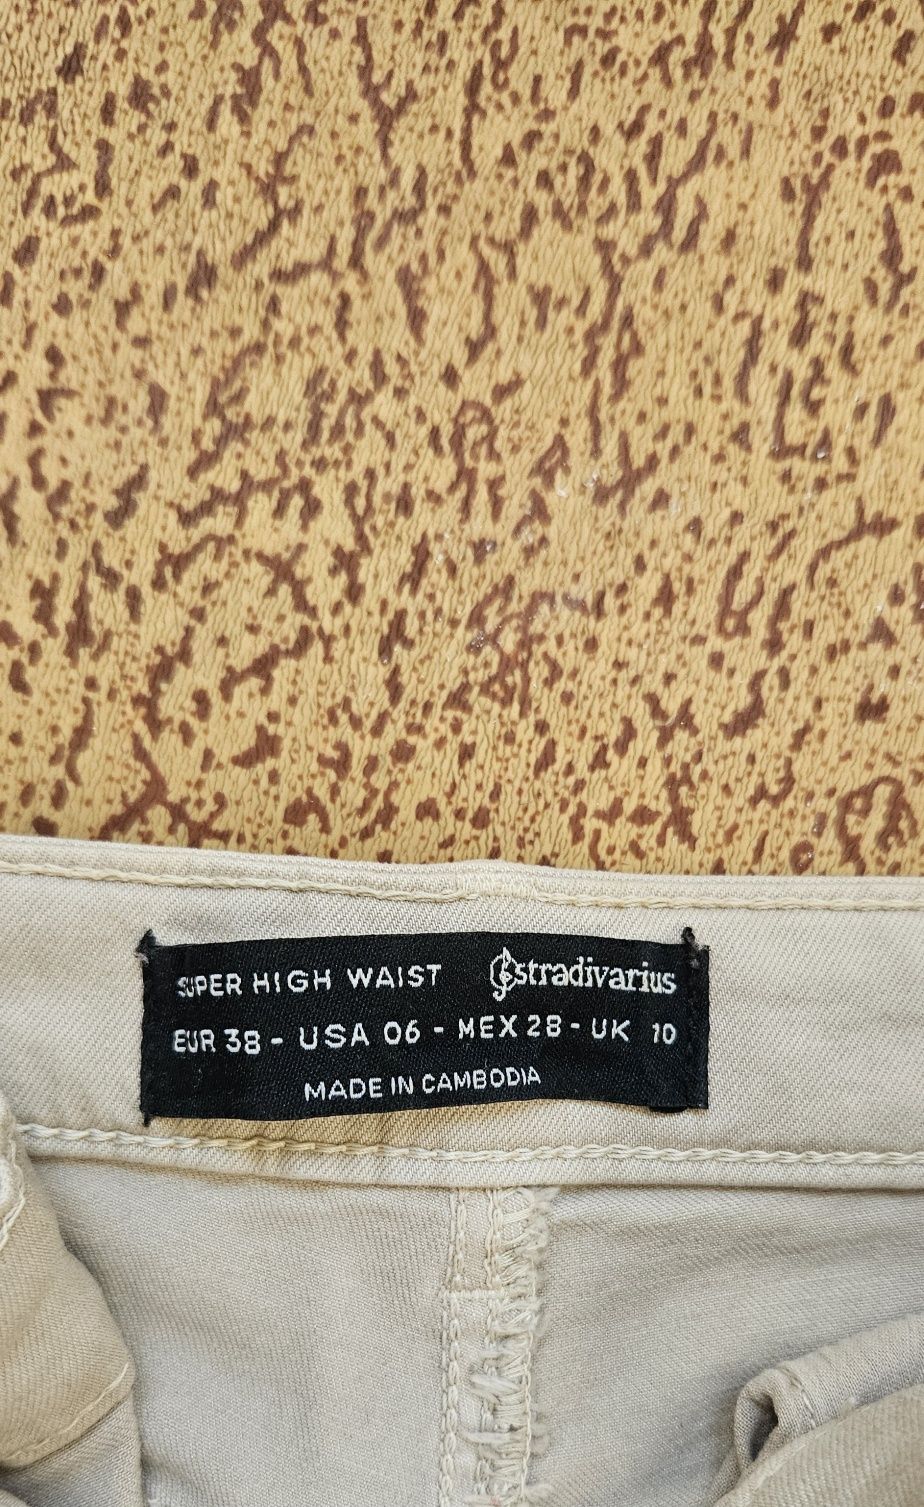 SUPER HIGH WAIST stradivarius
EUR 38 - USA 06 - MEX 28 - UK 10
MADE IN CAMBODIA